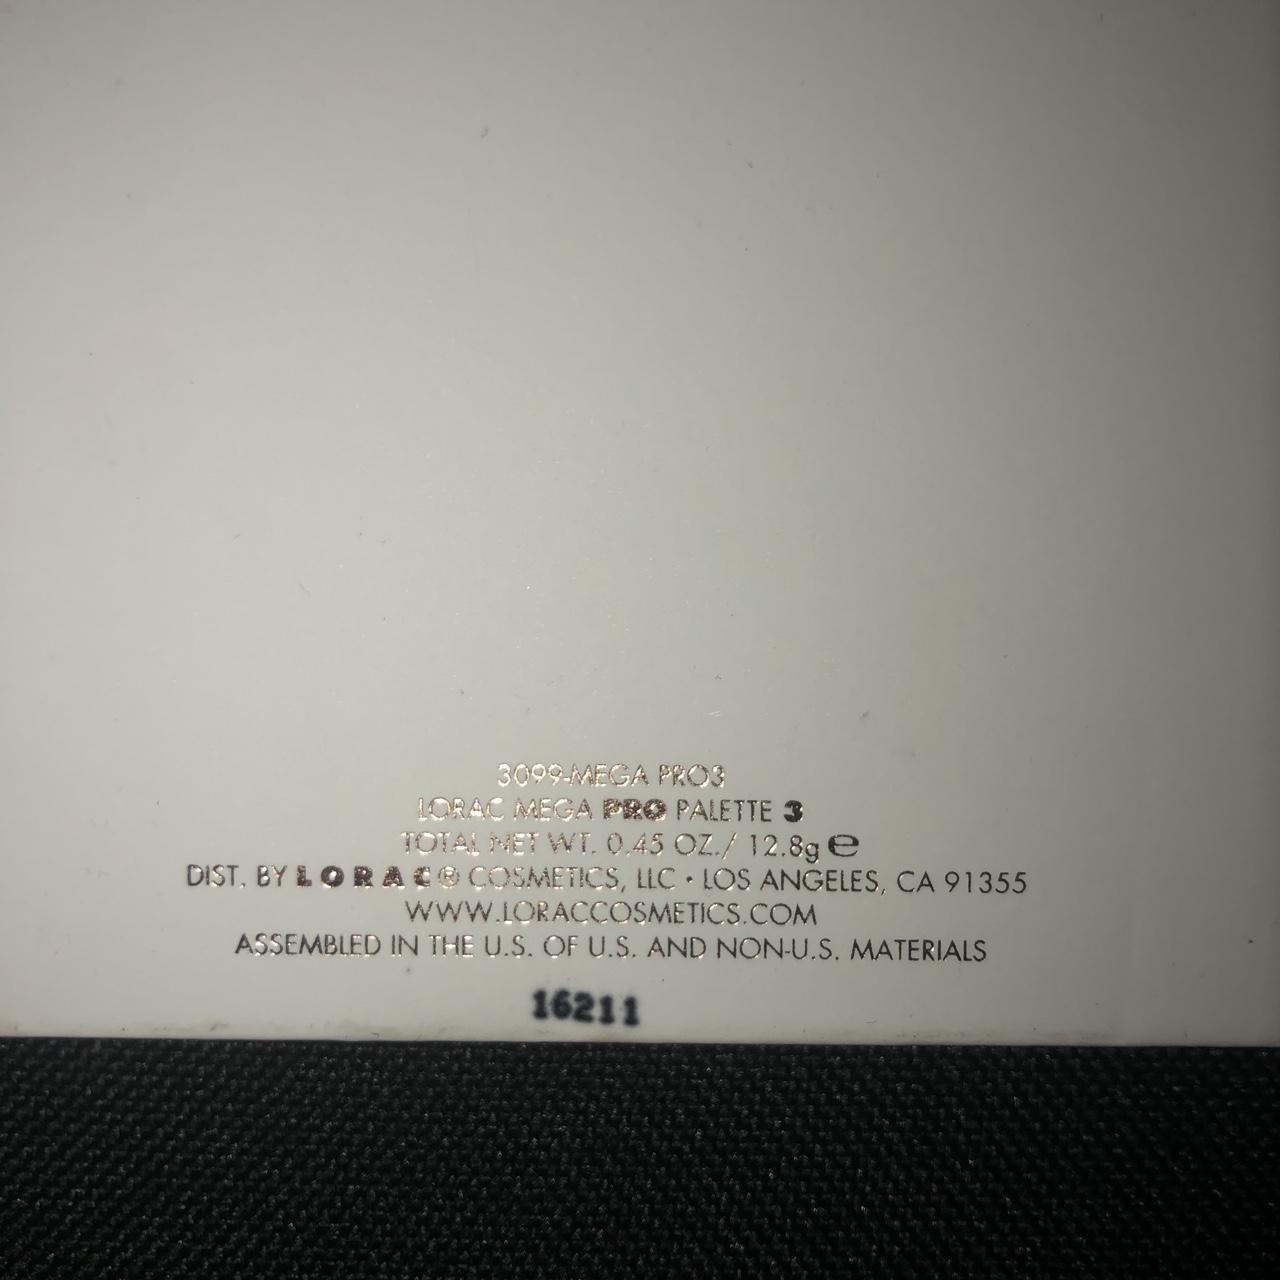 3099-MEGA PRO3
LORAC MEGA PRO PALETTE 3
TOTAL NET WT. 0.45 OZ./ 12.8g ℮
DIST. BY LORAC® COSMETICS, LLC • LOS ANGELES, CA 91355
WWW.LORACCOSMETICS.COM
ASSEMBLED IN THE U.S. OF U.S. AND NON-U.S. MATERIALS
16211